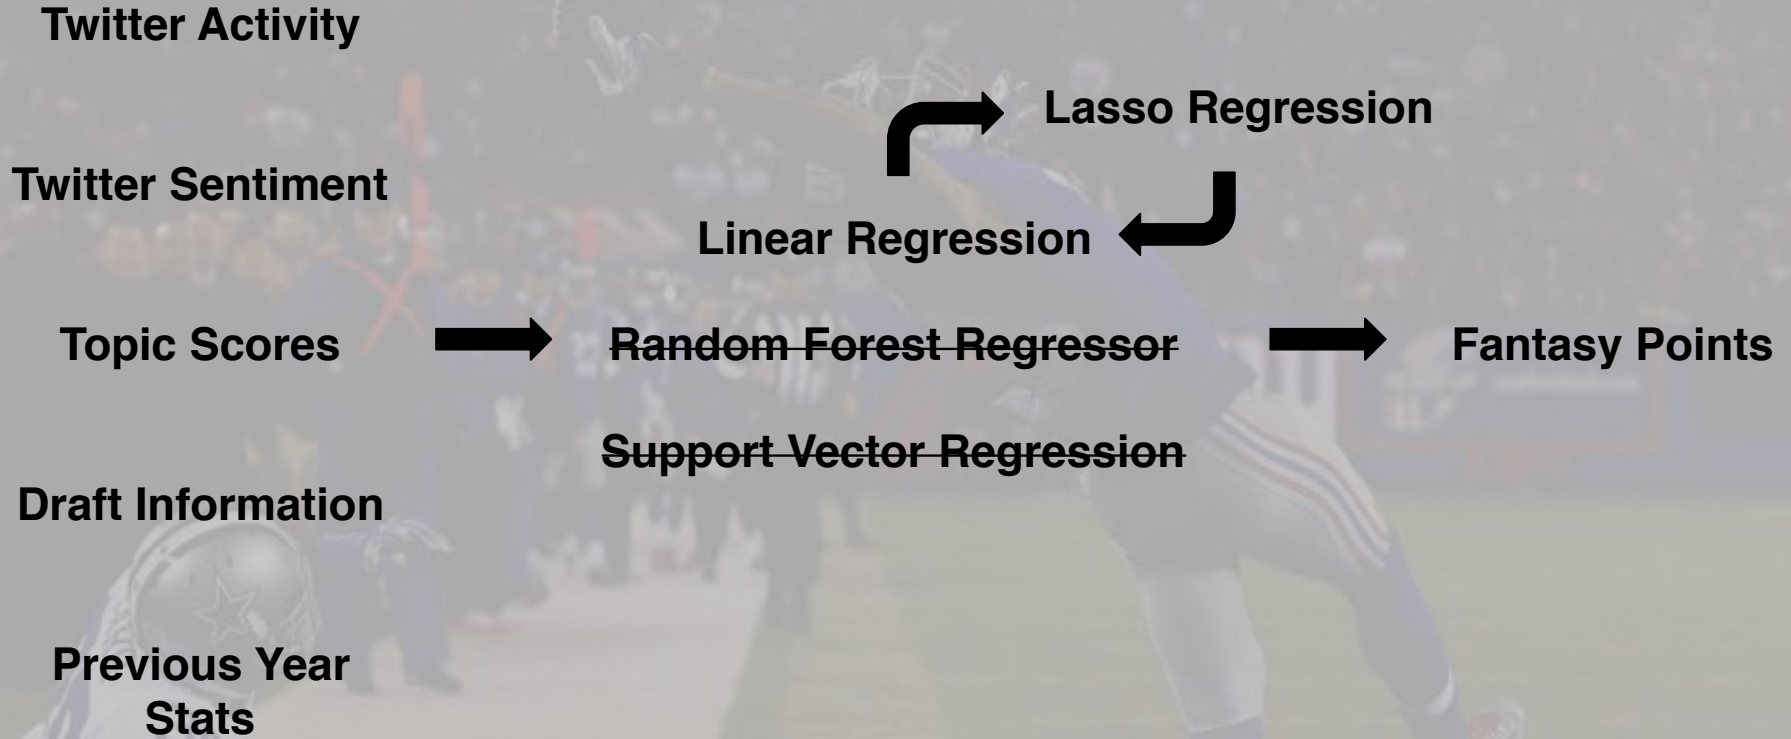 Twitter Activity
Lasso Regression
Twitter Sentiment
Linear Regression
Topic Scores
Random Forest Regressor
Fantasy Points
Support Vector Regression
Draft Information
Previous Year
Stats